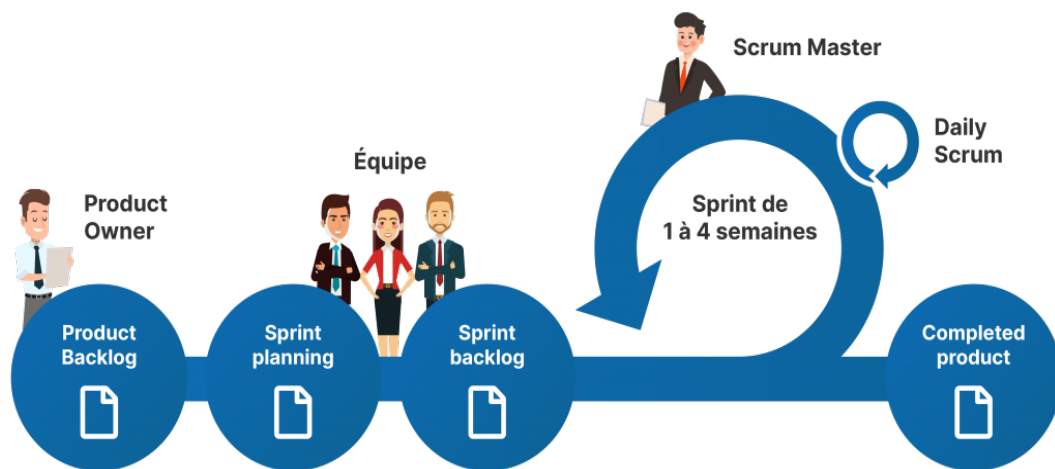 Scrum Master
Daily
Scrum
Équipe
Product
Owner
Sprint de
1 à 4 semaines
Product
Backlog
Sprint
planning
Sprint
backlog
Completed
product